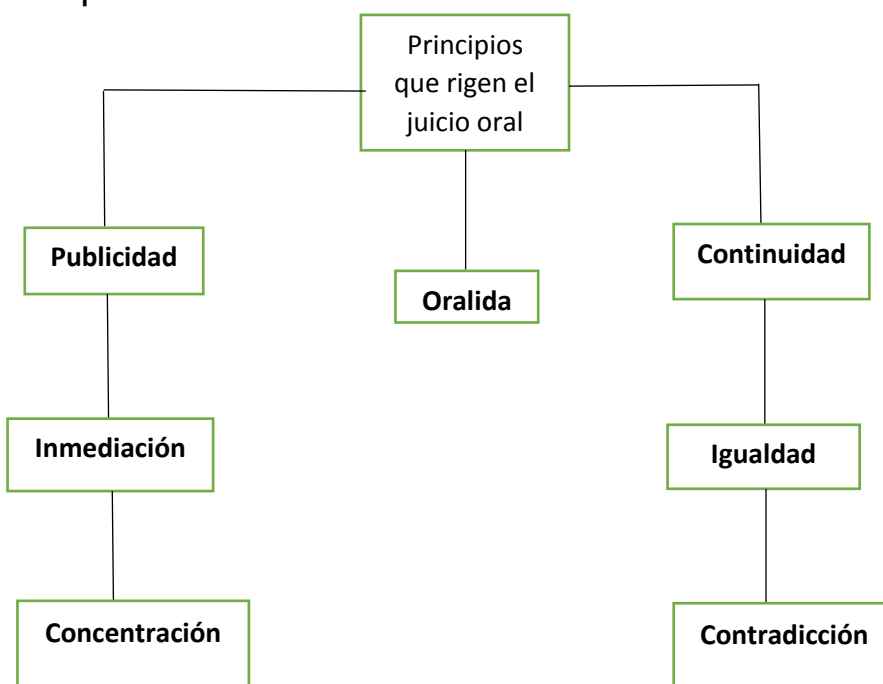 Principios
que rigen el
juicio oral
Publicidad
Oralida
Continuidad
Inmediación
Igualdad
Concentración
Contradicción